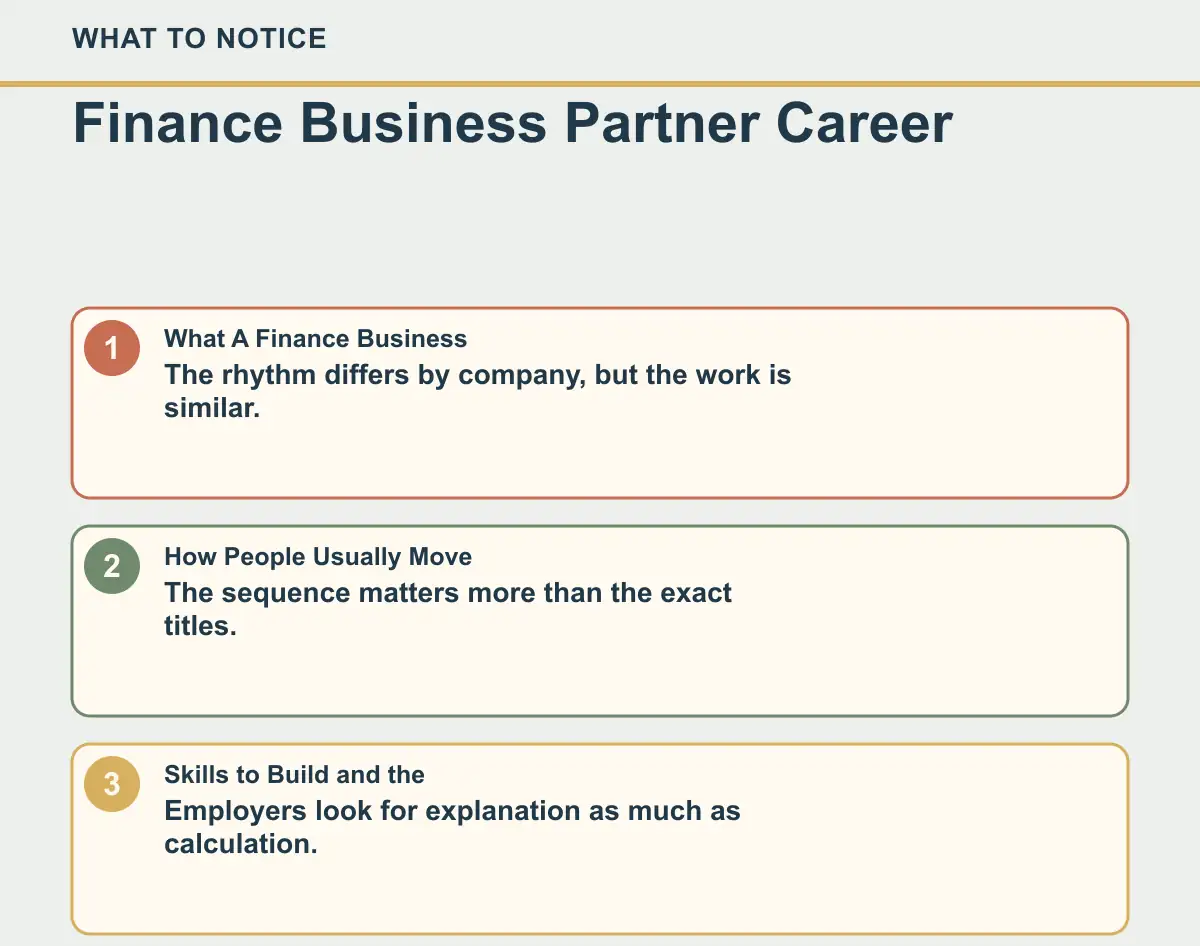 WHAT TO NOTICE
Finance Business Partner Career
1
What A Finance Business
The rhythm differs by company, but the work is
similar.
2
How People Usually Move
The sequence matters more than the exact
titles.
3
Skills to Build and the
Employers look for explanation as much as
calculation.